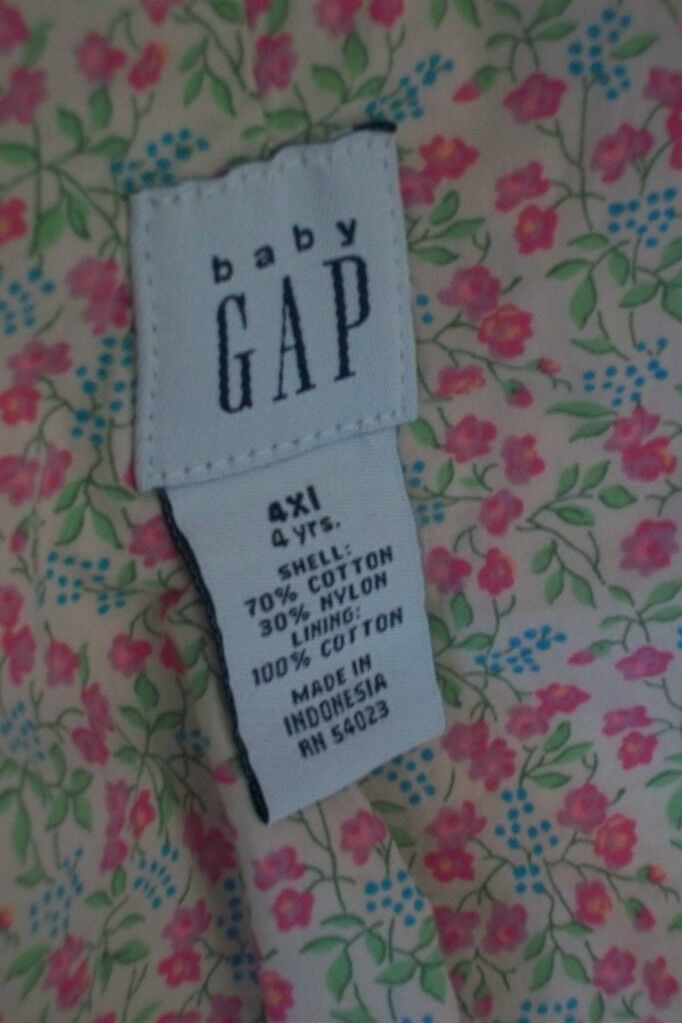 baby
GAP
4XL
4 yrs.
SHELL:
70% COTTON
30% NYLON
LINING:
100% COTTON
MADE IN
INDONESIA
RN 54023